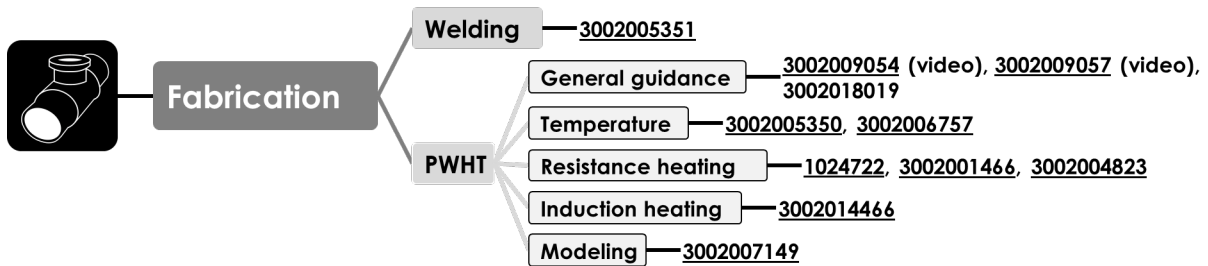 Fabrication
Welding
3002005351
PWHT
General guidance
3002009054 (video), 3002009057 (video),
3002018019
Temperature
3002005350, 3002006757
Resistance heating
1024722, 3002001466, 3002004823
Induction heating
3002014466
Modeling
3002007149